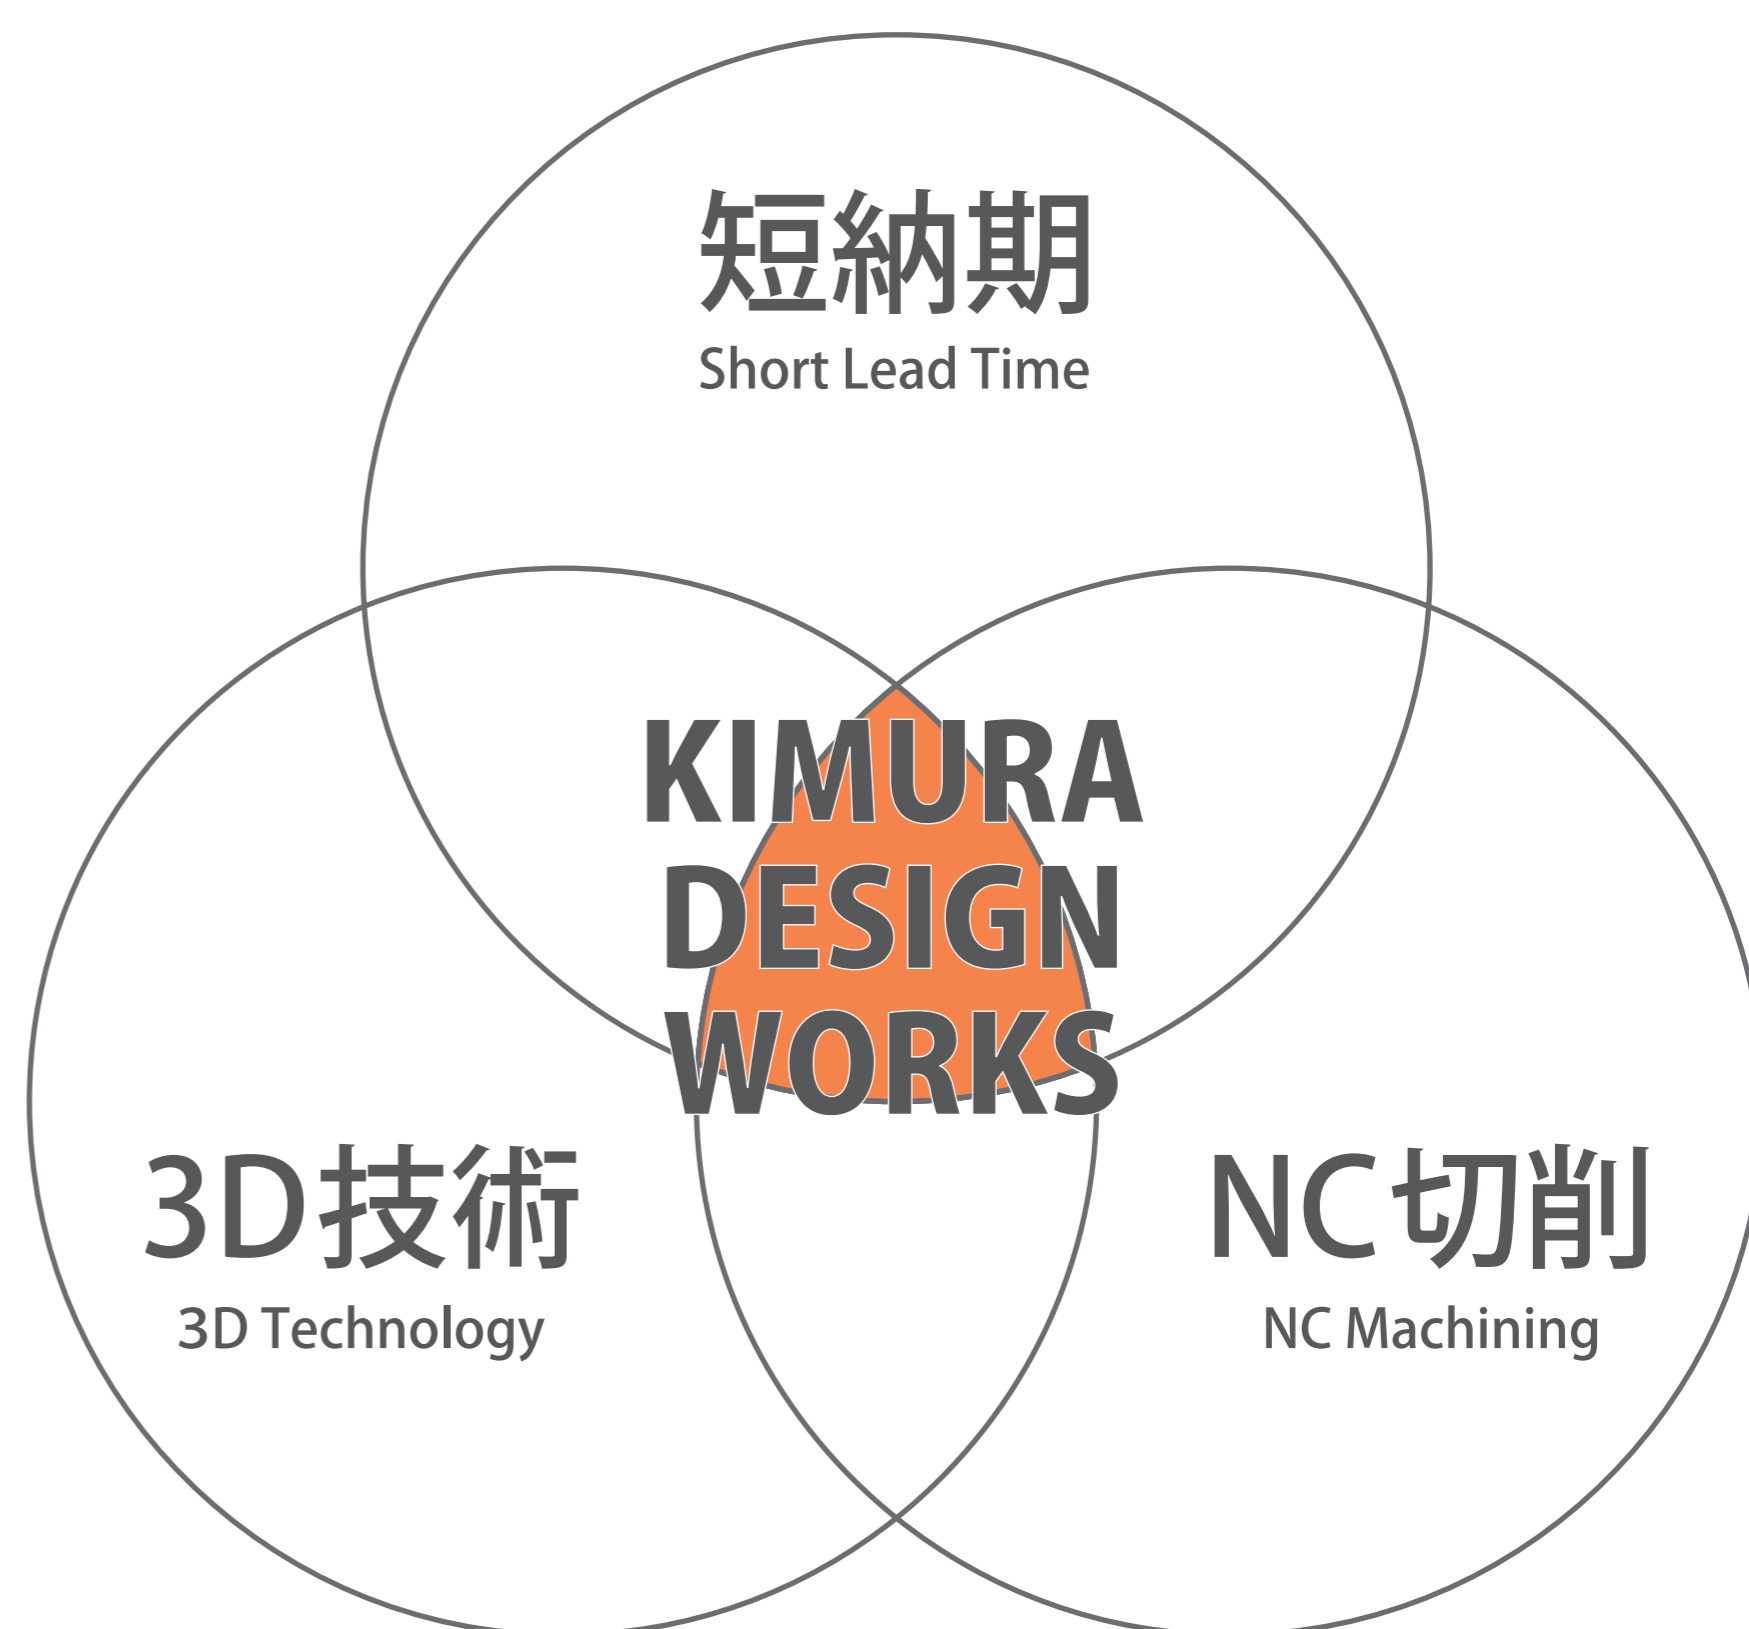 短納期
Short Lead Time
KIMURA
DESIGN
WORKS
3D技術
3D Technology
NC切削
NC Machining